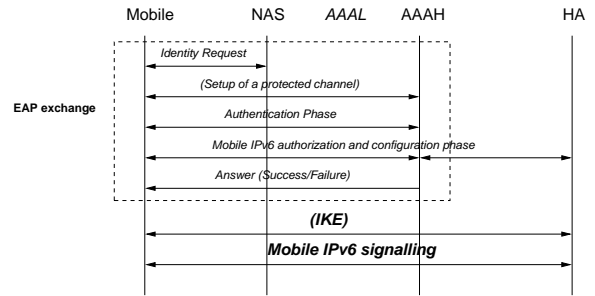 Mobile NAS AAAL AAAH HA
Identity Request
(Setup of a protected channel)
EAP exchange
Authentication Phase
Mobile IPv6 authorization and configuration phase
Answer (Success/Failure)
(IKE)
Mobile IPv6 signalling